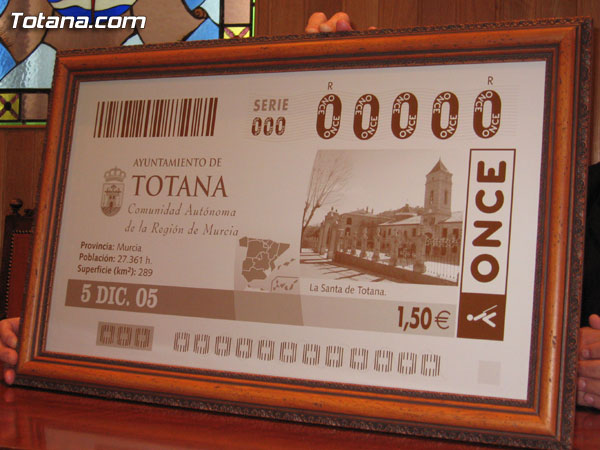 Totana.com
Totana.com
R
R
SERIE
000
00000
ONCE ONCE ONCE ONCE ONCE
AYUNTAMIENTO DE
TOTANA
Comunidad Autónoma
de la Región de Murcia
Provincia: Murcia
Población: 27.361 h.
Superficie (km²): 289
La Santa de Totana.
5 DIC. 05
1,50€
ONCE
000
000000000000